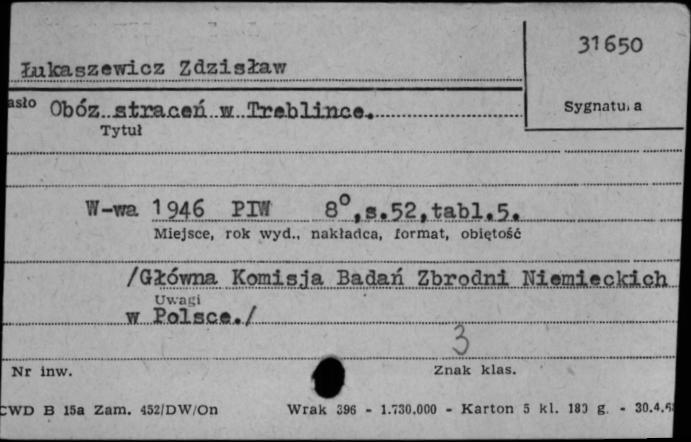 31650
Łukaszewicz Zdzisław
asło Obóz straceń w Treblince. Sygnatu. a
Tytuł
W-wa 1946 PIW 8°,s.52,tabl.5.
Miejsce, rok wyd., nakładca, format, objętość
/Główna Komisja Badań Zbrodni Niemieckich
Uwagi
w Polsce./
3
Nr inw. Znak klas.
CWD B 15a Zam. 452/DW/On Wrak 396 - 1.730.000 - Karton 5 kl. 180 g. - 30.4.6